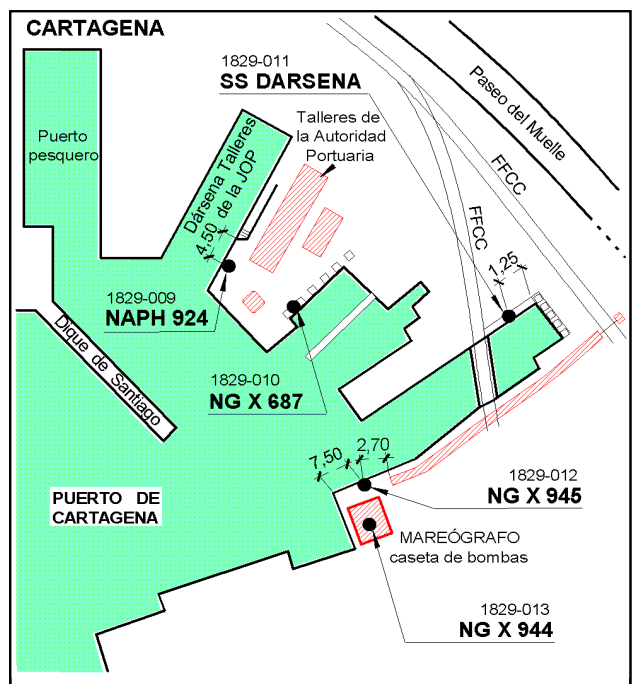 CARTAGENA
1829-011
SS DARSENA
Paseo del Muelle
Talleres de
la Autoridad
Portuaria
Puerto
pesquero
Dársena Talleres
de la JOP
FFCC
FFCC
4,50
1,25
1829-009
NAPH 924
Dique de Santiago
1829-010
NG X 687
7,50
2,70
1829-012
NG X 945
PUERTO DE
CARTAGENA
MAREÓGRAFO
caseta de bombas
1829-013
NG X 944